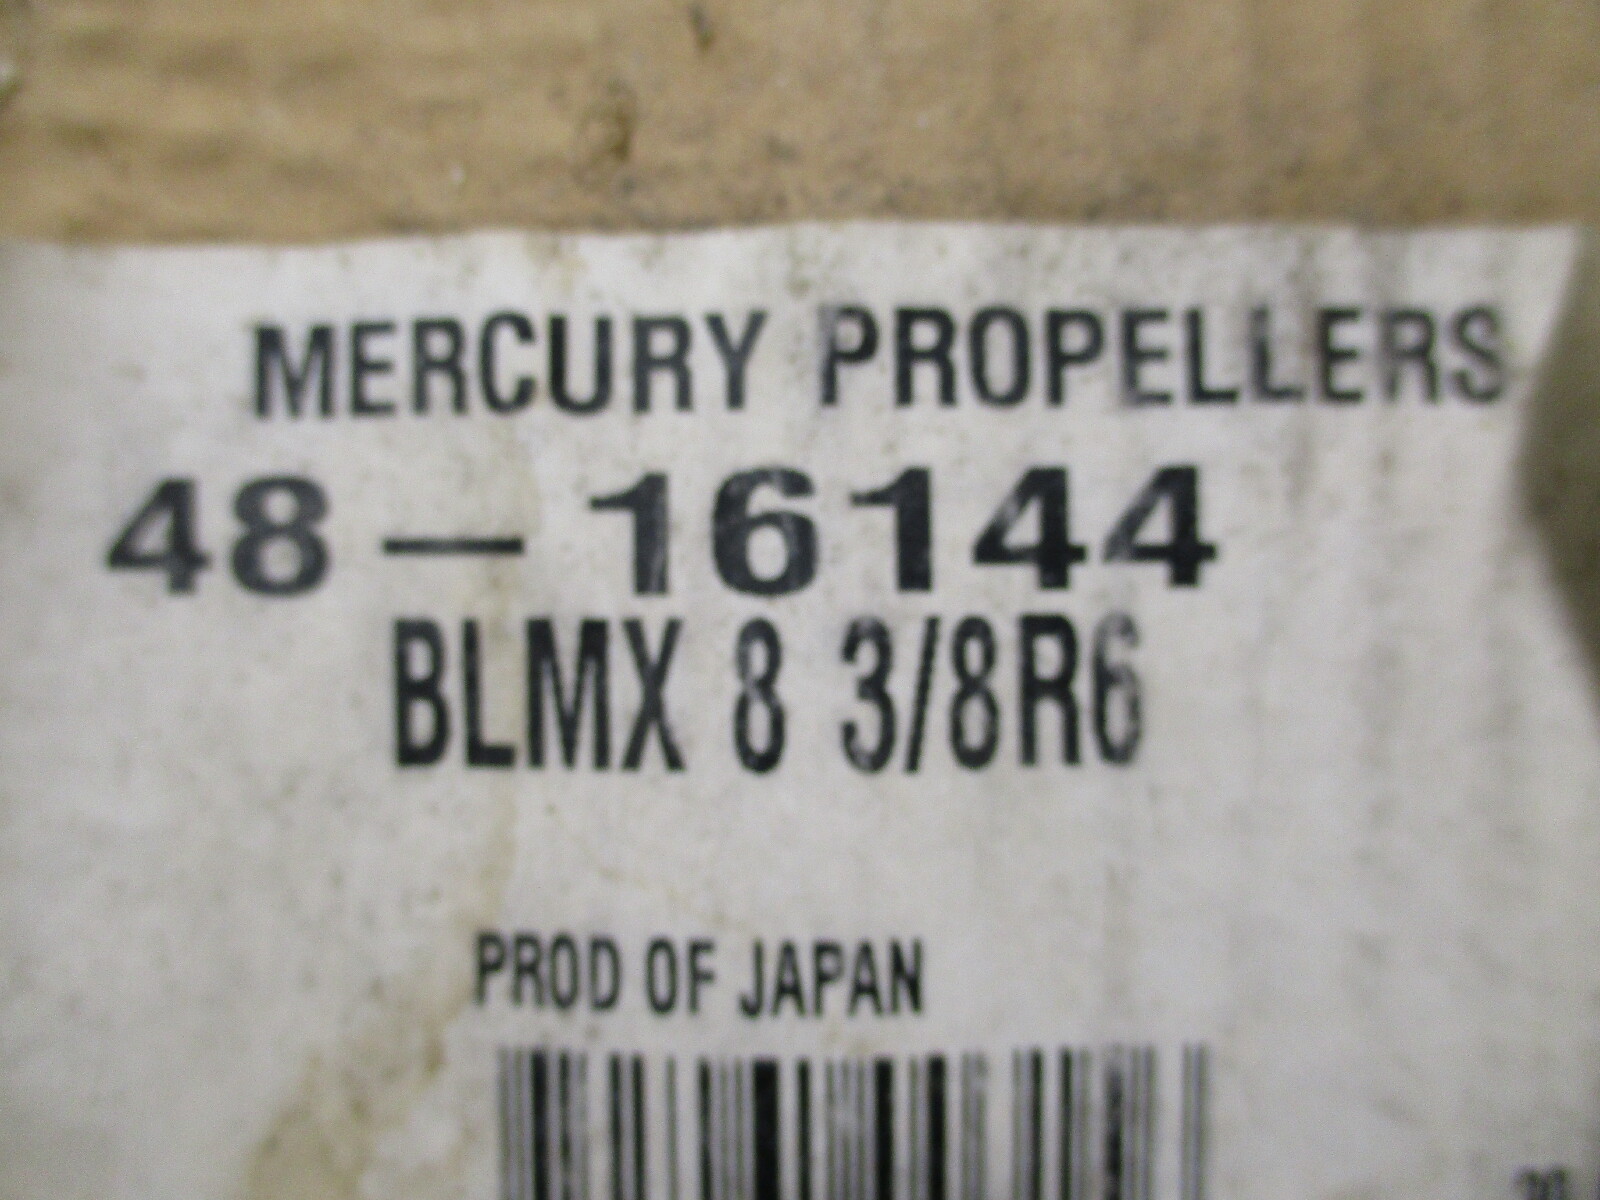 MERCURY PROPELLERS
48-16144
BLMX 8 3/8R6
PROD OF JAPAN